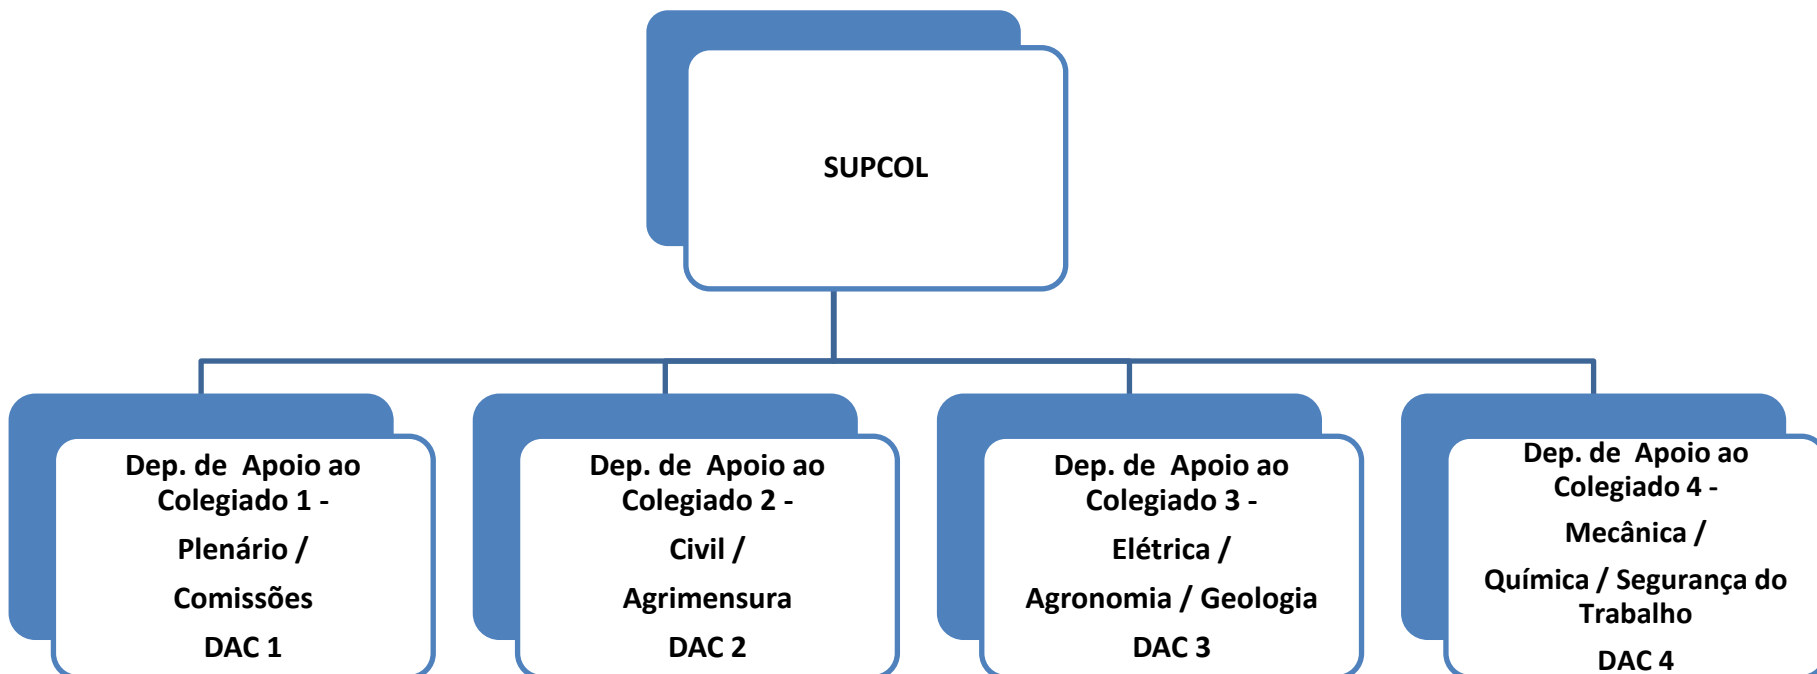 SUPCOL
Dep. de Apoio ao
Colegiado 1 -
Plenário /
Comissões
DAC 1
Dep. de Apoio ao
Colegiado 2 -
Civil /
Agrimensura
DAC 2
Dep. de Apoio ao
Colegiado 3 -
Elétrica /
Agronomia / Geologia
DAC 3
Dep. de Apoio ao
Colegiado 4 -
Mecânica /
Química / Segurança do
Trabalho
DAC 4